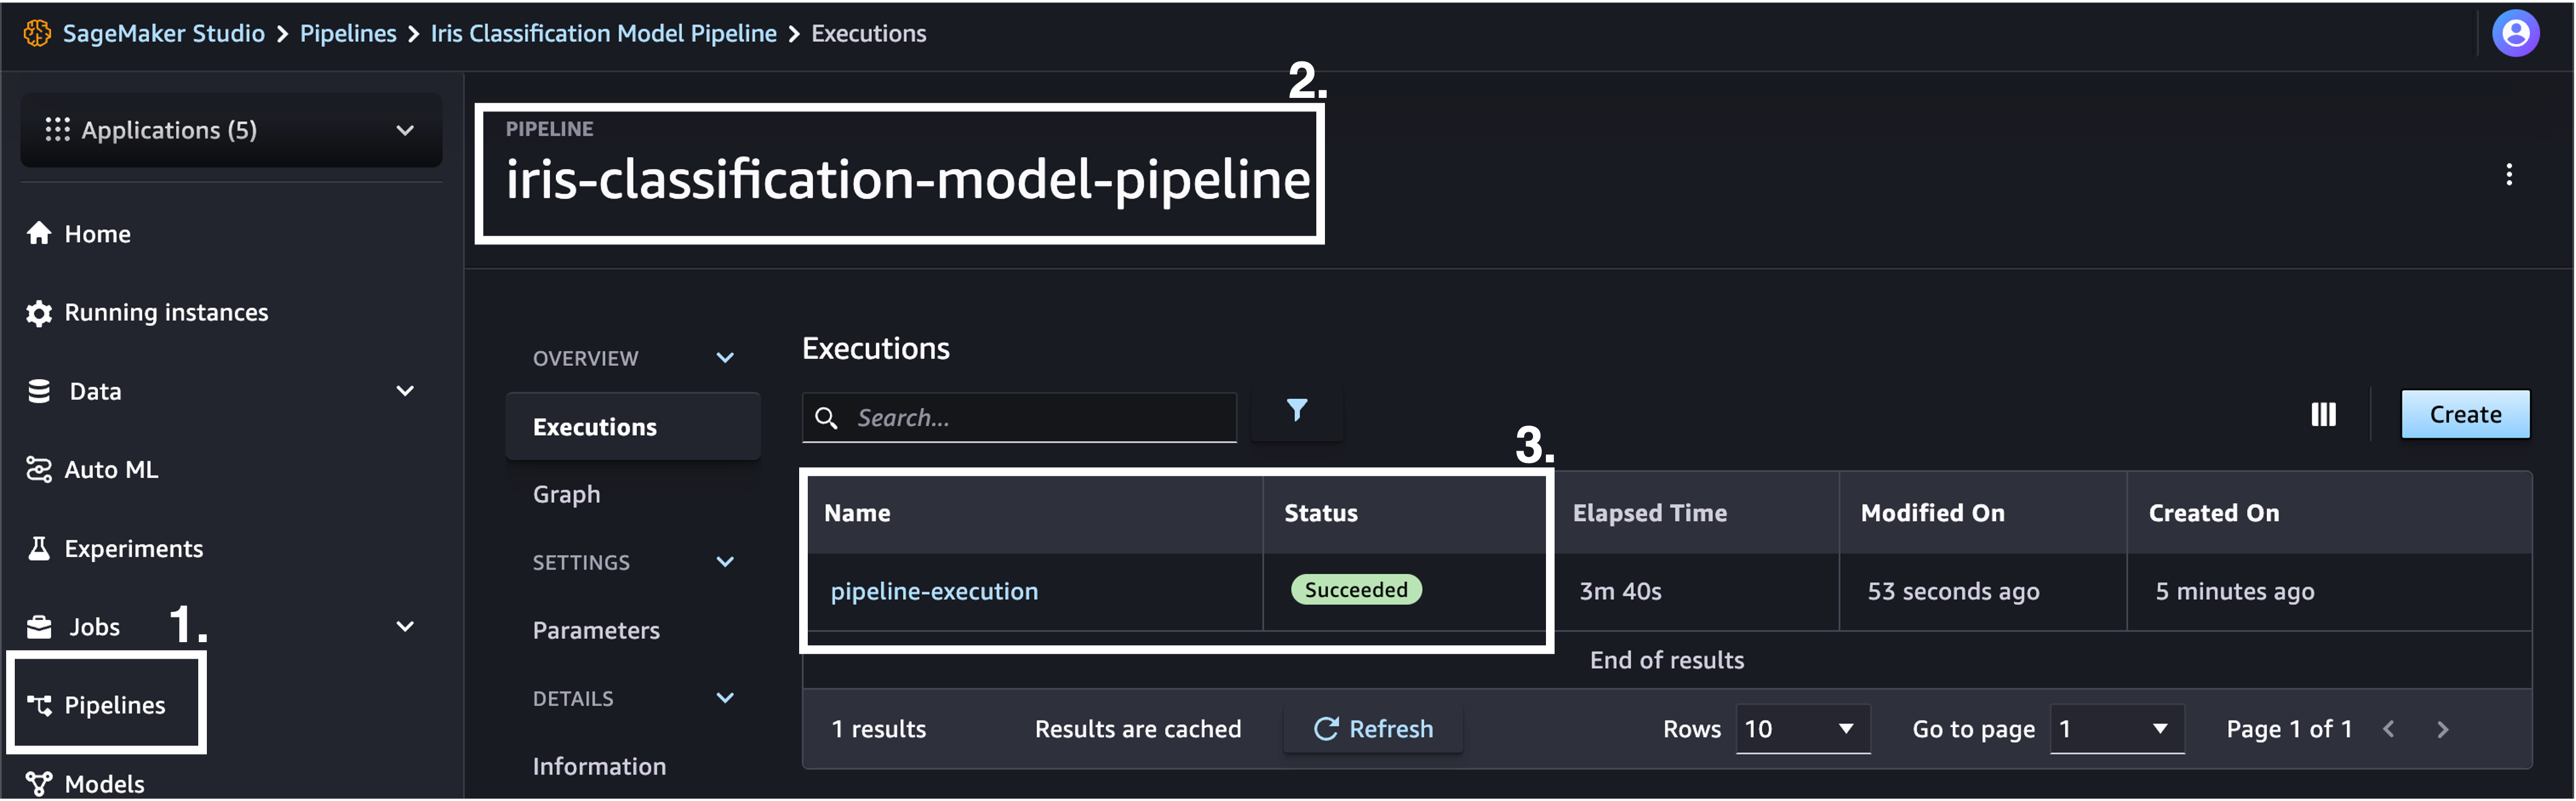 SageMaker Studio > Pipelines > Iris Classification Model Pipeline > Executions
Applications (5)
Home
Running instances
Data
Auto ML
Experiments
Jobs
1.
Pipelines
Models
2.
PIPELINE
iris-classification-model-pipeline
OVERVIEW
Executions
Graph
SETTINGS
Parameters
DETAILS
Information
Executions
Search...
Create
3.
Name Status Elapsed Time Modified On Created On
pipeline-execution Succeeded 3m 40s 53 seconds ago 5 minutes ago
End of results
1 results Results are cached Refresh Rows 10 Go to page 1 Page 1 of 1